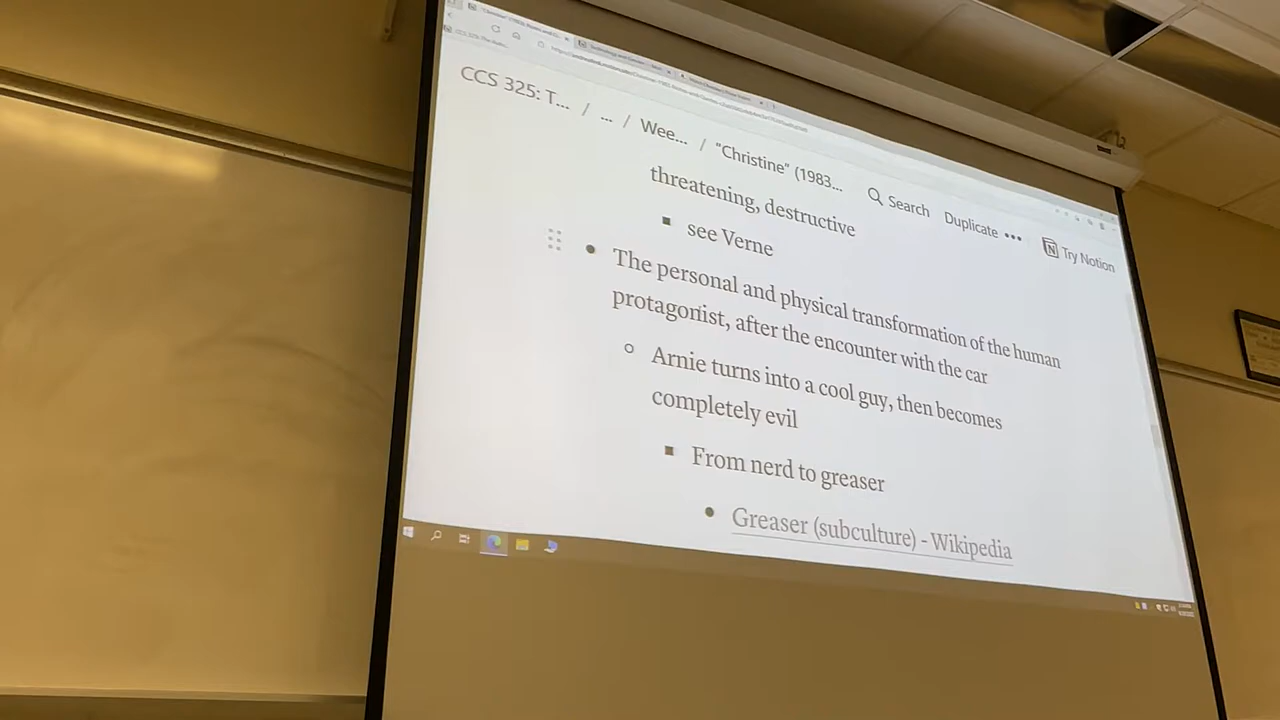 CCS 325: T... / ... / Wee... / "Christine" (1983... Search Duplicate ••• Try Notion
threatening, destructive
see Verne
The personal and physical transformation of the human
protagonist, after the encounter with the car
Arnie turns into a cool guy, then becomes
completely evil
From nerd to greaser
Greaser (subculture) - Wikipedia